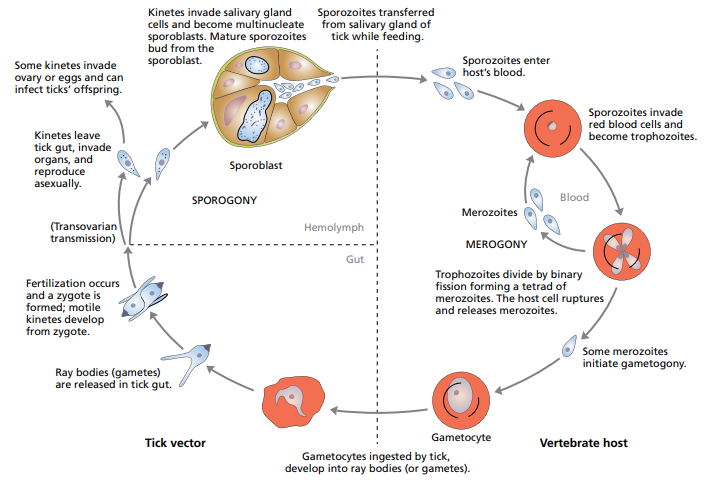 Kinetes invade salivary gland
cells and become multinucleate
sporoblasts. Mature sporozoites
bud from the
sporoblast.
Sporozoites transferred
from salivary gland of
tick while feeding.
Sporozoites enter
host's blood.
Sporozoites invade
red blood cells and
become trophozoites.
Some kinetes invade
ovary or eggs and can
infect ticks' offspring.
Kinetes leave
tick gut, invade
organs, and
reproduce
asexually.
Sporoblast
SPOROGONY
Blood
Merozoites
MEROGONY
(Transovarian
transmission)
Hemolymph
Gut
Trophozoites divide by binary
fission forming a tetrad of
merozoites. The host cell ruptures
and releases merozoites.
Fertilization occurs
and a zygote is
formed; motile
kinetes develop
from zygote.
Some merozoites
initiate gametogony.
Ray bodies (gametes)
are released in tick gut.
Gametocyte
Tick vector
Vertebrate host
Gametocytes ingested by tick,
develop into ray bodies (or gametes).